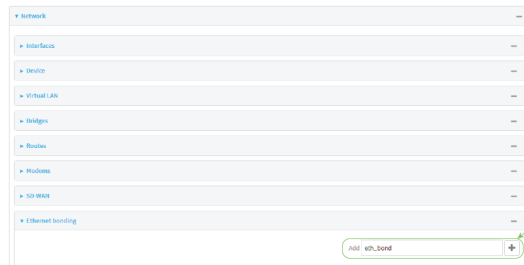 Network
Interfaces
Device
Virtual LAN
Bridges
Routes
Modems
SD-WAN
Ethernet bonding
Add eth_bond